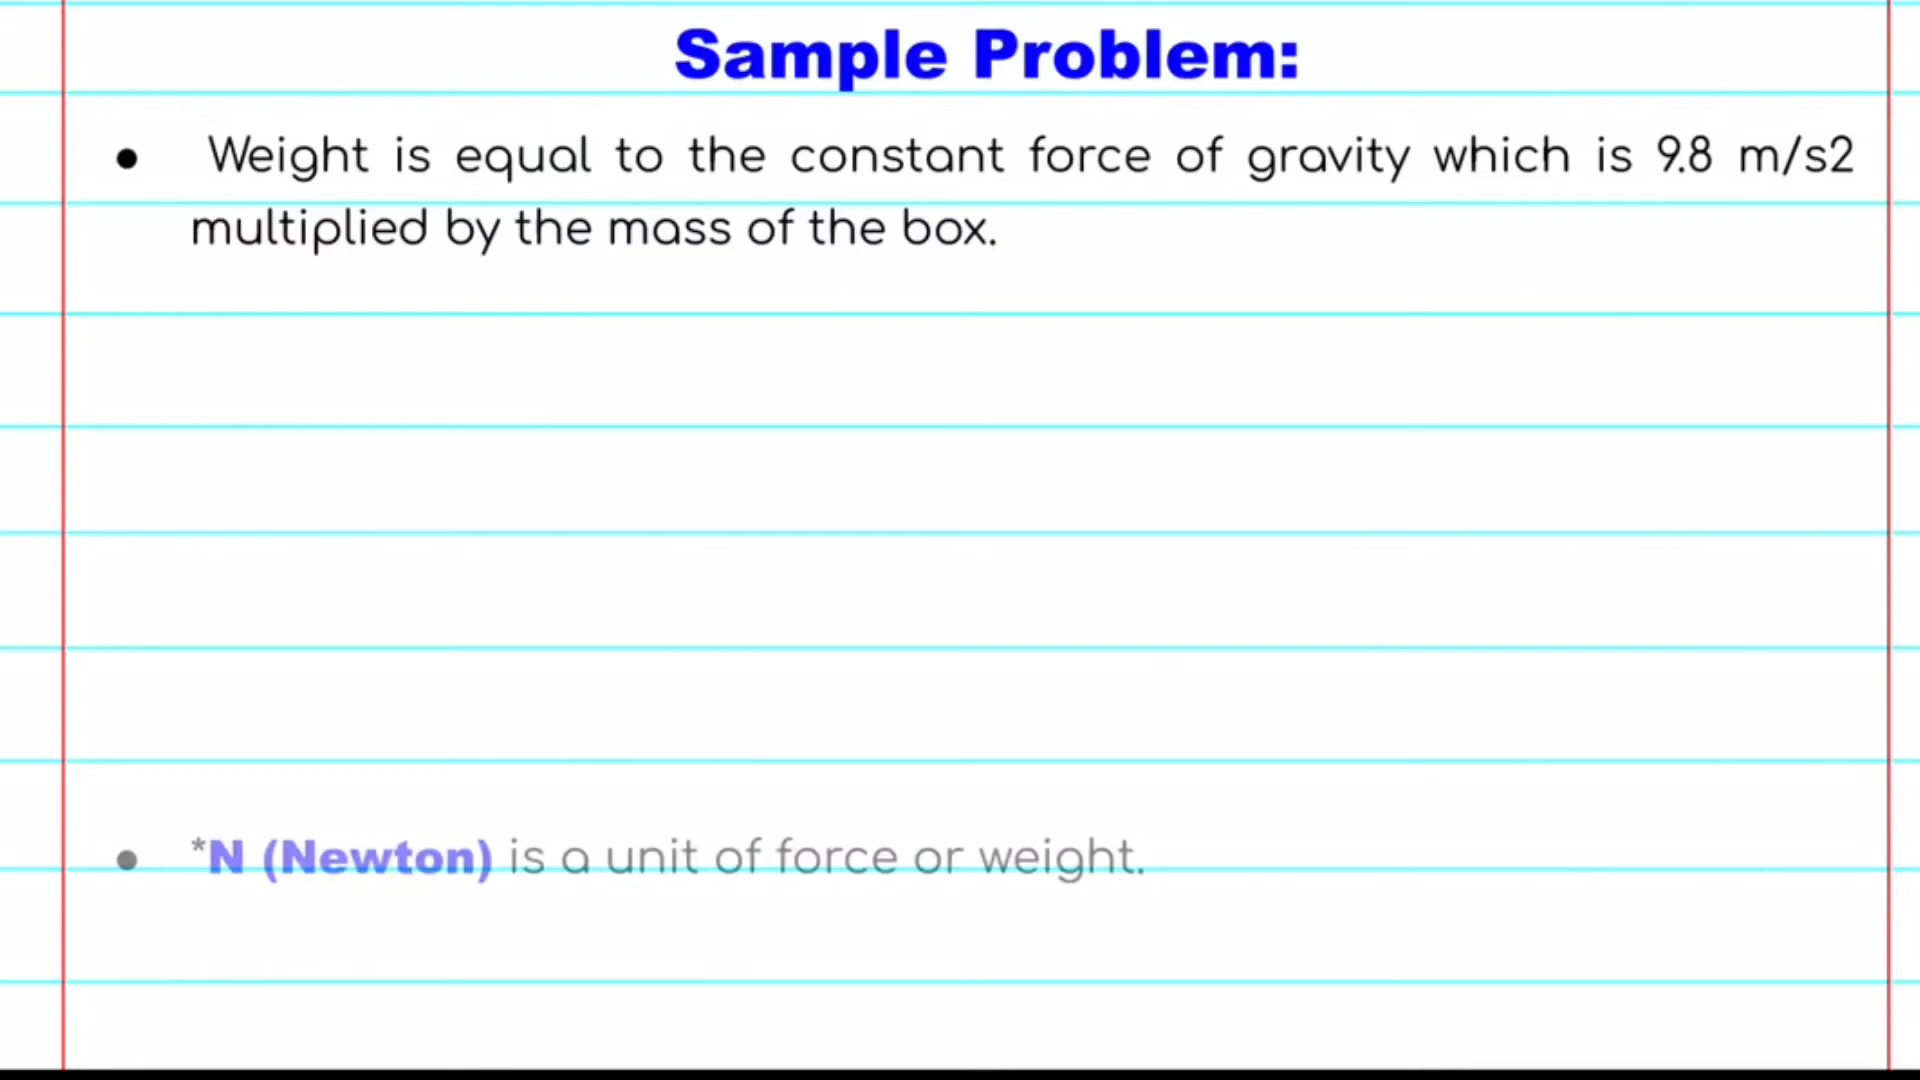 Sample Problem:
● Weight is equal to the constant force of gravity which is 9.8 m/s2
multiplied by the mass of the box.
● *N (Newton) is a unit of force or weight.